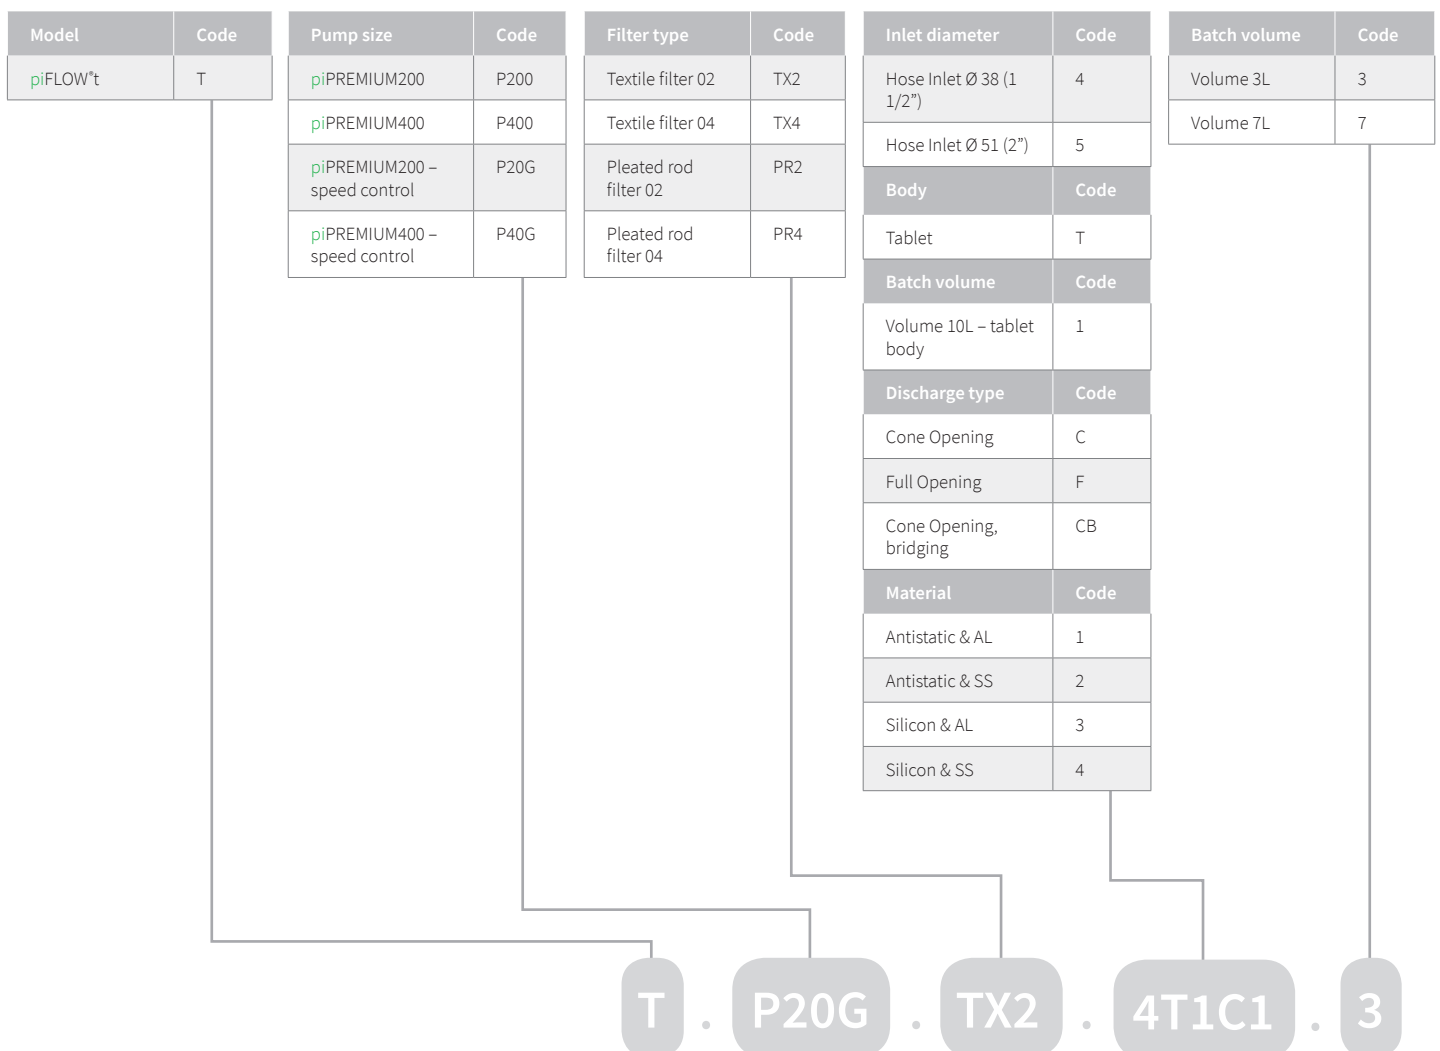 Model Code
piFLOW®t T
Pump size Code
piPREMIUM200 P200
piPREMIUM400 P400
piPREMIUM200 – P20G
speed control
piPREMIUM400 – P40G
speed control
Filter type Code
Textile filter 02 TX2
Textile filter 04 TX4
Pleated rod PR2
filter 02
Pleated rod PR4
filter 04
Inlet diameter Code
Hose Inlet Ø 38 (1 4
1/2”)
Hose Inlet Ø 51 (2”) 5
Body Code
Tablet T
Batch volume Code
Volume 10L – tablet 1
body
Discharge type Code
Cone Opening C
Full Opening F
Cone Opening, CB
bridging
Material Code
Antistatic & AL 1
Antistatic & SS 2
Silicon & AL 3
Silicon & SS 4
Batch volume Code
Volume 3L 3
Volume 7L 7
T . P20G . TX2 . 4T1C1 . 3